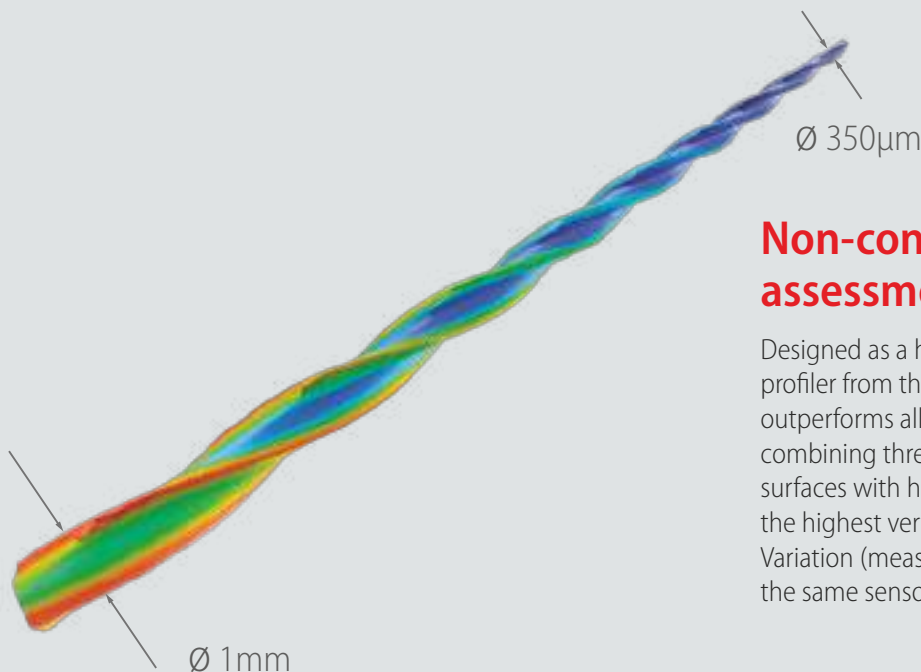 Ø 350µm
Non-con
assessm
Designed as a h
profiler from th
outperforms all
combining thre
surfaces with h
the highest ver
Variation (meas
the same senso
Ø 1mm